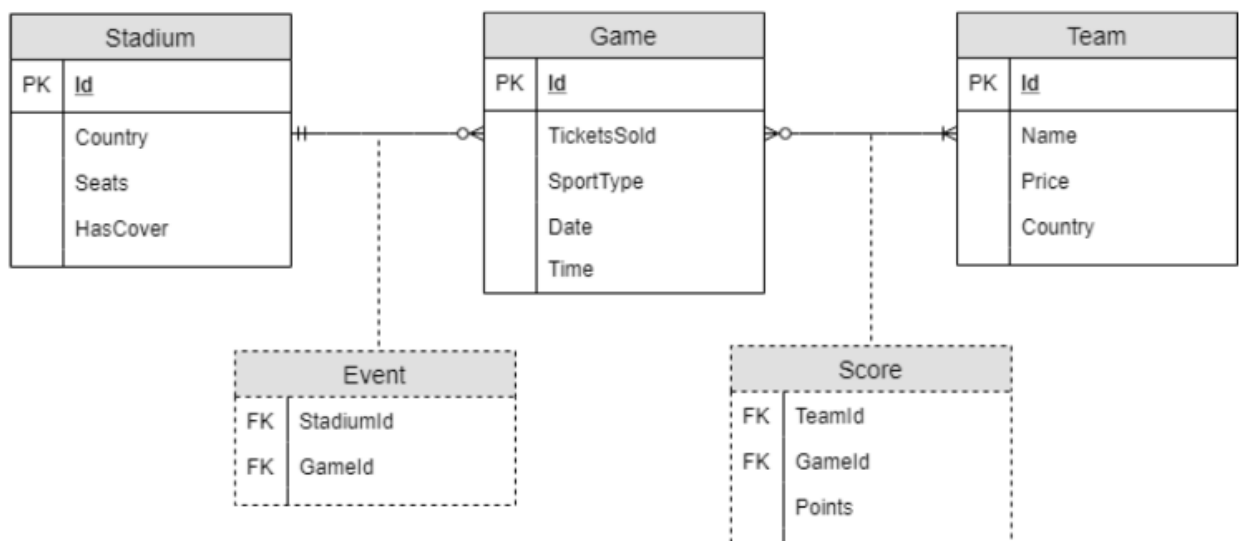 Stadium
PK Id
Country
Seats
HasCover
Game
PK Id
TicketsSold
SportType
Date
Time
Team
PK Id
Name
Price
Country
Event
FK StadiumId
FK GameId
Score
FK TeamId
FK GameId
Points